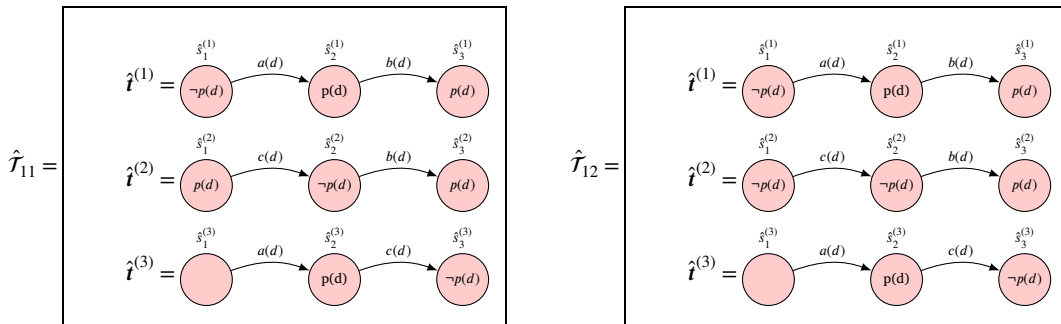 ŝ₁⁽¹⁾ ŝ₂⁽¹⁾ ŝ₃⁽¹⁾ ŝ₁⁽¹⁾ ŝ₂⁽¹⁾ ŝ₃⁽¹⁾
a(d) b(d) a(d) b(d)
t̂⁽¹⁾ = ¬p(d) p(d) p(d) t̂⁽¹⁾ = ¬p(d) p(d) p(d)
ŝ₁⁽²⁾ ŝ₂⁽²⁾ ŝ₃⁽²⁾ ŝ₁⁽²⁾ ŝ₂⁽²⁾ ŝ₃⁽²⁾
c(d) b(d) c(d) b(d)
𝒯̂₁₁ = t̂⁽²⁾ = p(d) ¬p(d) p(d) 𝒯̂₁₂ = t̂⁽²⁾ = ¬p(d) ¬p(d) p(d)
ŝ₁⁽³⁾ ŝ₂⁽³⁾ ŝ₃⁽³⁾ ŝ₁⁽³⁾ ŝ₂⁽³⁾ ŝ₃⁽³⁾
a(d) c(d) a(d) c(d)
t̂⁽³⁾ = p(d) ¬p(d) t̂⁽³⁾ = p(d) ¬p(d)